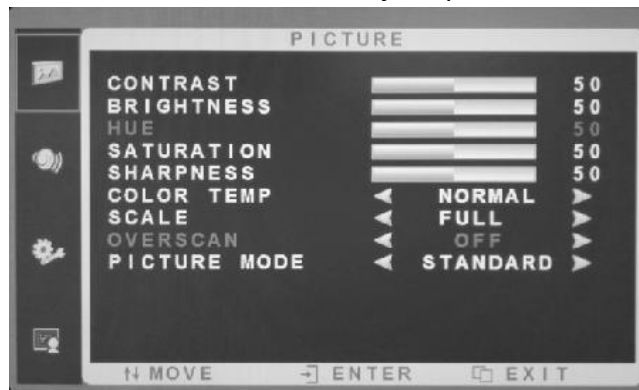 PICTURE
CONTRAST 50
BRIGHTNESS 50
HUE 50
SATURATION 50
SHARPNESS 50
COLOR TEMP NORMAL
SCALE FULL
OVERSCAN OFF
PICTURE MODE STANDARD
MOVE ENTER EXIT